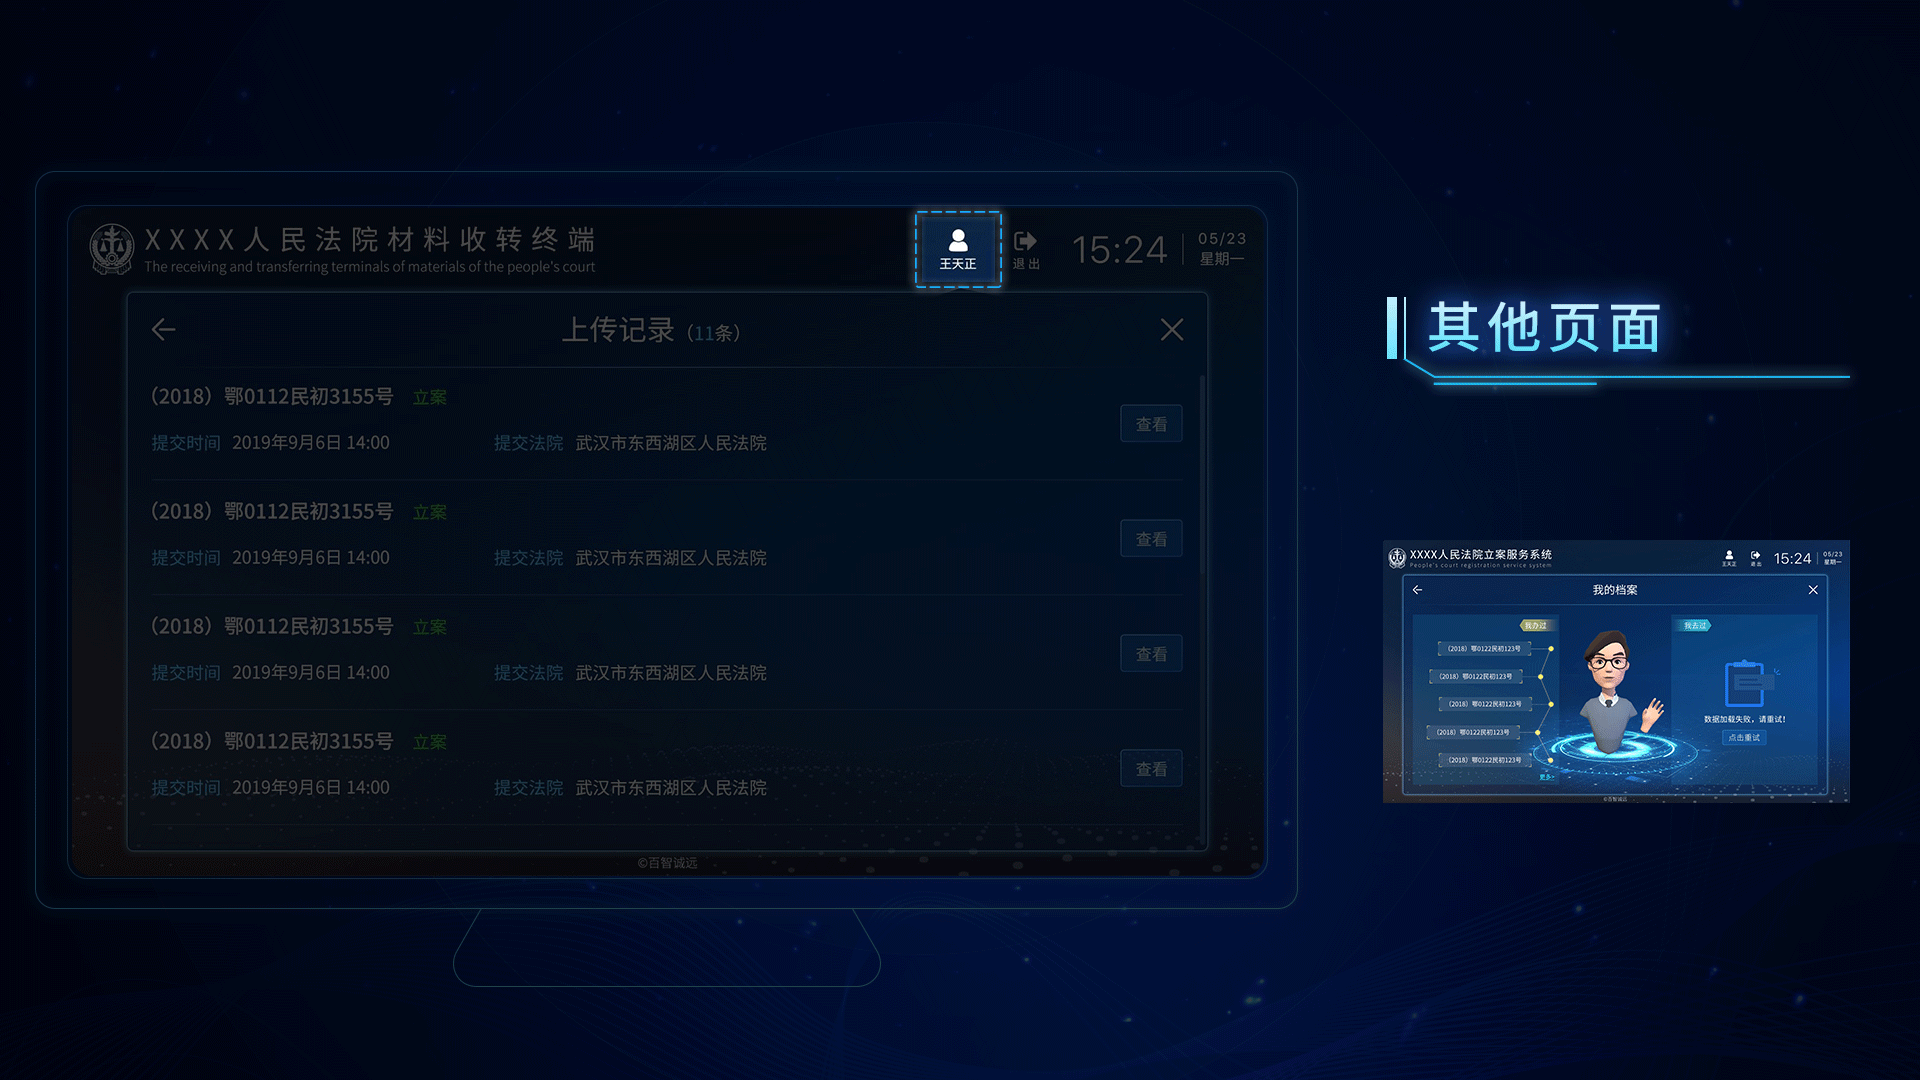 XXXX人民法院材料收转终端
The receiving and transferring terminals of materials of the people's court
王天正
退出
15:24
05/23
星期一
上传记录（11条）
（2018）鄂0112民初3155号 立案
提交时间 2019年9月6日 14:00 提交法院 武汉市东西湖区人民法院
查看
（2018）鄂0112民初3155号 立案
提交时间 2019年9月6日 14:00 提交法院 武汉市东西湖区人民法院
查看
（2018）鄂0112民初3155号 立案
提交时间 2019年9月6日 14:00 提交法院 武汉市东西湖区人民法院
查看
（2018）鄂0112民初3155号 立案
提交时间 2019年9月6日 14:00 提交法院 武汉市东西湖区人民法院
查看
©百智诚远
其他页面
XXXX人民法院立案服务系统
People's court registration service system
王天正
退出
15:24
05/23
星期一
我的档案
我办过
（2018）鄂0122民初123号
（2018）鄂0122民初123号
（2018）鄂0122民初123号
（2018）鄂0122民初123号
（2018）鄂0122民初123号
更多
我去过
数据加载失败，请重试！
点击重试
©百智诚远